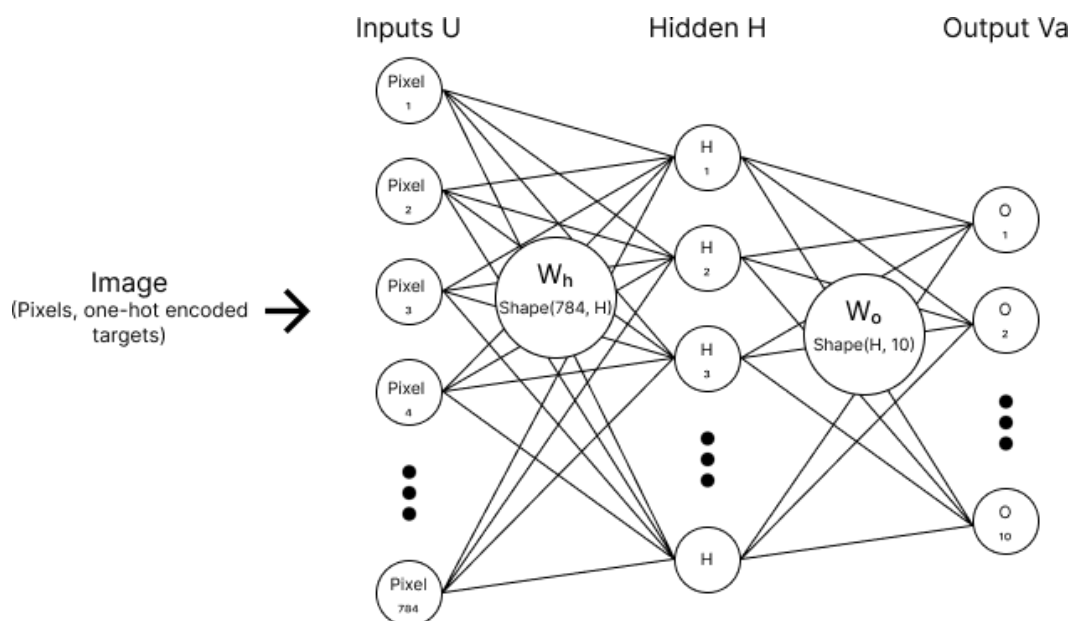 Inputs U
Hidden H
Output Va
Image
(Pixels, one-hot encoded
targets)
Pixel
1
Pixel
2
Pixel
3
Pixel
4
Pixel
784
Wh
Shape(784, H)
H
1
H
2
H
3
H
Wo
Shape(H, 10)
O
1
O
2
O
10